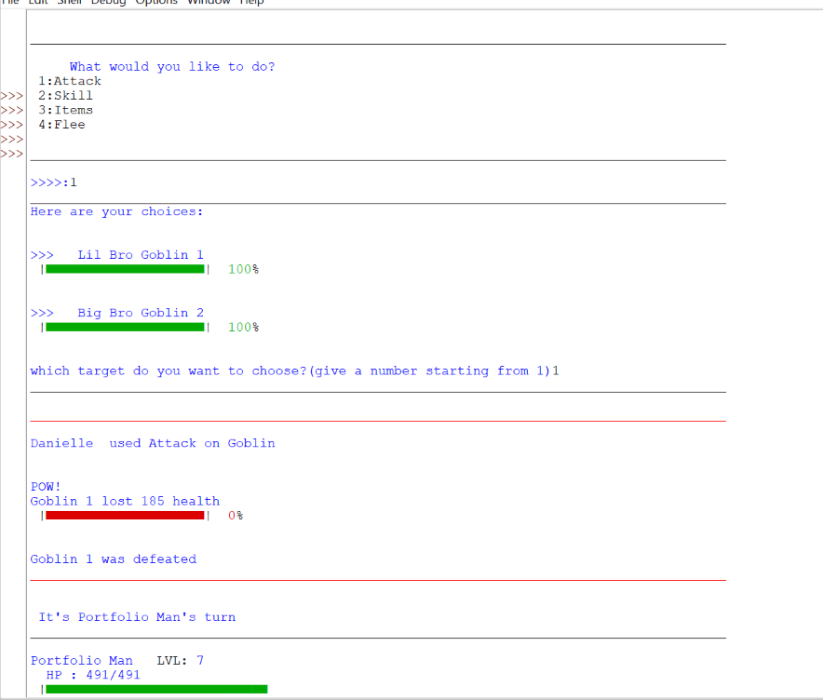 File Edit Shell Debug Options Window Help
What would you like to do?
1:Attack
>>> 2:Skill
>>> 3:Items
>>> 4:Flee
>>>
>>>
>>>>:1
Here are your choices:
>>> Lil Bro Goblin 1
| | 100%
>>> Big Bro Goblin 2
| | 100%
which target do you want to choose?(give a number starting from 1)1
Danielle  used Attack on Goblin
POW!
Goblin 1 lost 185 health
| | 0%
Goblin 1 was defeated
It's Portfolio Man's turn
Portfolio Man   LVL: 7
HP : 491/491
|